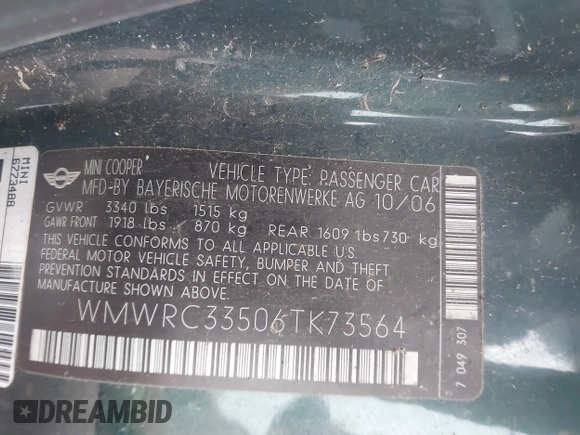 MINI
6ZZ348B
MINI COOPER
VEHICLE TYPE: PASSENGER CAR
MFD-BY BAYERISCHE MOTORENWERKE AG 10/06
GVWR 3340 lbs 1515 kg
GAWR FRONT 1918 lbs 870 kg REAR 1609 lbs 730 kg
THIS VEHICLE CONFORMS TO ALL APPLICABLE U.S.
FEDERAL MOTOR VEHICLE SAFETY, BUMPER AND THEFT
PREVENTION STANDARDS IN EFFECT ON THE DATE OF
MANUFACTURE SHOWN ABOVE.
WMWRC33506TK73564
7 049 307
DREAMBID